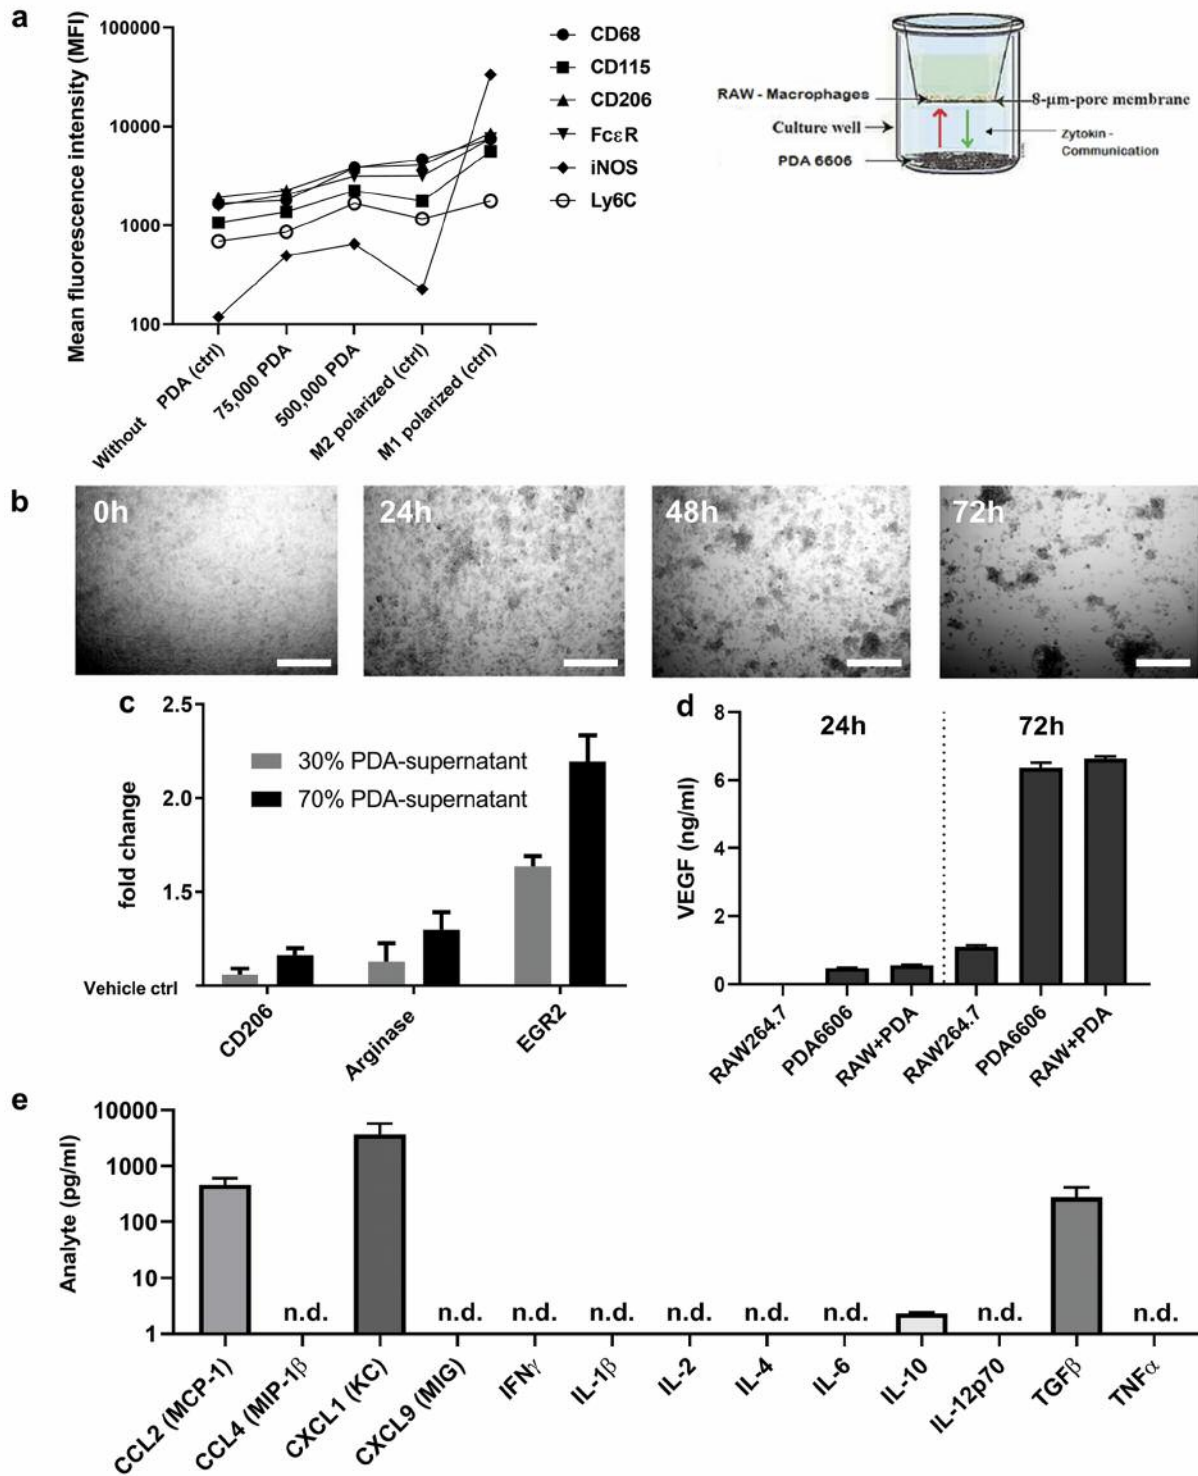 a
Mean fluorescence intensity (MFI)
100000
10000
1000
100
Without PDA (ctrl)
75,000 PDA
500,000 PDA
M2 polarized (ctrl)
M1 polarized (ctrl)
CD68
CD115
CD206
FcεR
iNOS
Ly6C
RAW - Macrophages
8-µm-pore membrane
Culture well
Zytokin -
Communication
PDA 6606
b
0h
24h
48h
72h
c
fold change
2.5
2.0
1.5
Vehicle ctrl
30% PDA-supernatant
70% PDA-supernatant
CD206
Arginase
EGR2
d
VEGF (ng/ml)
8
6
4
2
0
24h
72h
RAW264.7
PDA6606
RAW+PDA
RAW264.7
PDA6606
RAW+PDA
e
Analyte (pg/ml)
10000
1000
100
10
1
n.d.
n.d.
n.d.
n.d.
n.d.
n.d.
n.d.
n.d.
n.d.
CCL2 (MCP-1)
CCL4 (MIP-1β)
CXCL1 (KC)
CXCL9 (MIG)
IFNγ
IL-1β
IL-2
IL-4
IL-6
IL-10
IL-12p70
TGFβ
TNFα